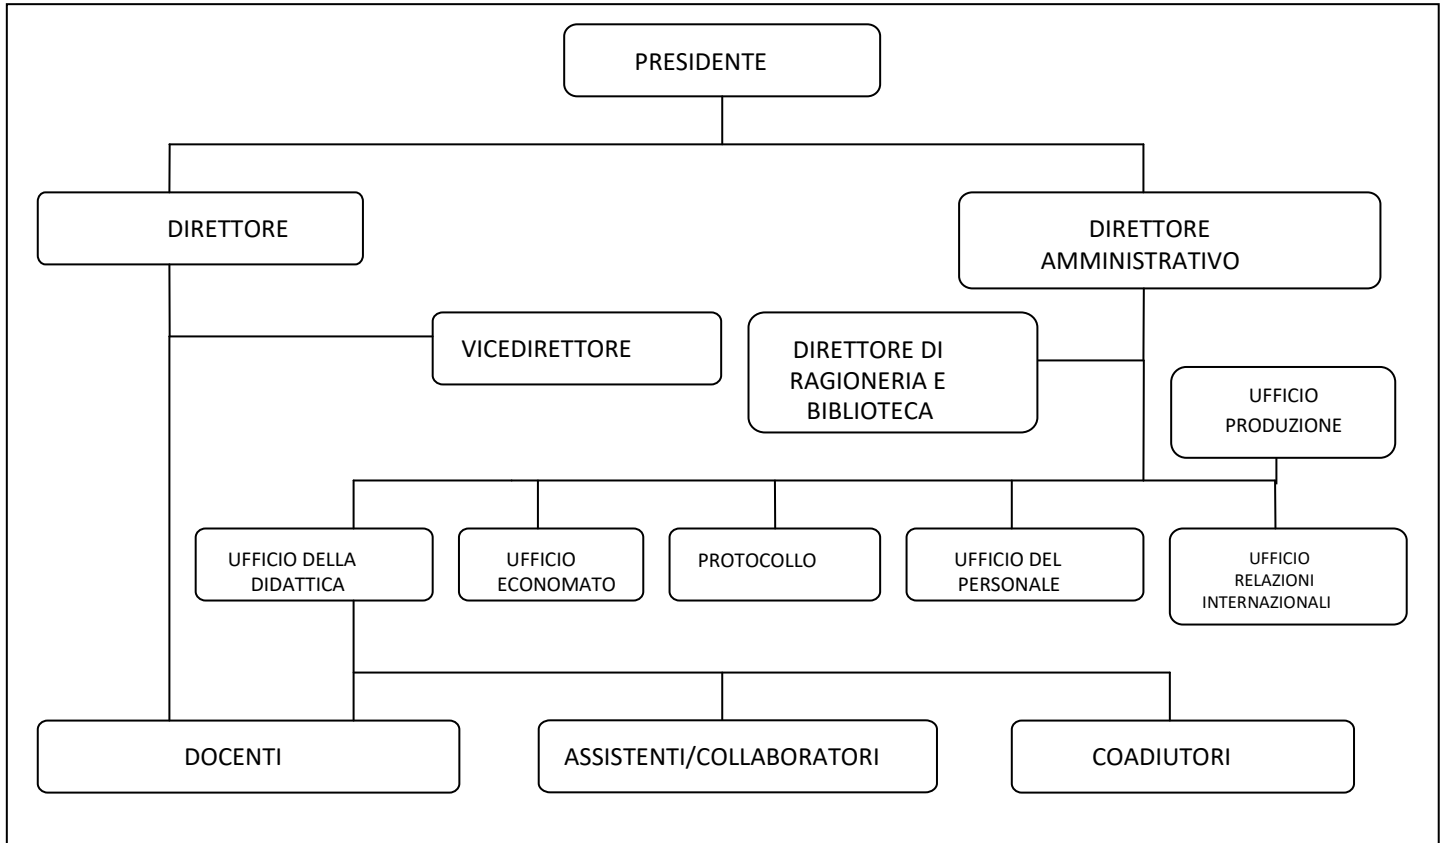 PRESIDENTE
DIRETTORE
DIRETTORE
AMMINISTRATIVO
VICEDIRETTORE
DIRETTORE DI
RAGIONERIA E
BIBLIOTECA
UFFICIO
PRODUZIONE
UFFICIO DELLA
DIDATTICA
UFFICIO
ECONOMATO
PROTOCOLLO
UFFICIO DEL
PERSONALE
UFFICIO
RELAZIONI
INTERNAZIONALI
DOCENTI
ASSISTENTI/COLLABORATORI
COADIUTORI